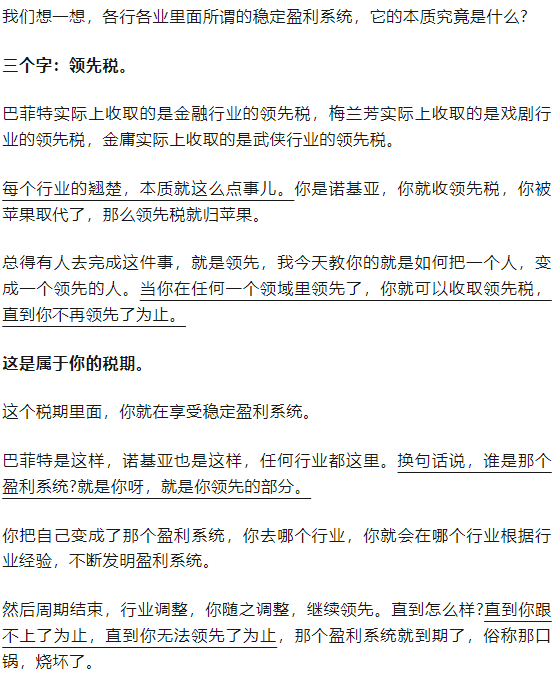 我们想一想，各行各业里面所谓的稳定盈利系统，它的本质究竟是什么?
三个字：领先税。
巴菲特实际上收取的是金融行业的领先税，梅兰芳实际上收取的是戏剧行
业的领先税，金庸实际上收取的是武侠行业的领先税。
每个行业的翘楚，本质就这么点事儿。你是诺基亚，你就收领先税，你被
苹果取代了，那么领先税就归苹果。
总得有人去完成这件事，就是领先，我今天教你的就是如何把一个人，变
成一个领先的人。当你在任何一个领域里领先了，你就可以收取领先税，
直到你不再领先了为止。
这是属于你的税期。
这个税期里面，你就在享受稳定盈利系统。
巴菲特是这样，诺基亚也是这样，任何行业都这里。换句话说，谁是那个
盈利系统?就是你呀，就是你领先的部分。
你把自己变成了那个盈利系统，你去哪个行业，你就会在哪个行业根据行
业经验，不断发明盈利系统。
然后周期结束，行业调整，你随之调整，继续领先。直到怎么样?直到你跟
不上了为止，直到你无法领先了为止，那个盈利系统就到期了，俗称那口
锅，烧坏了。